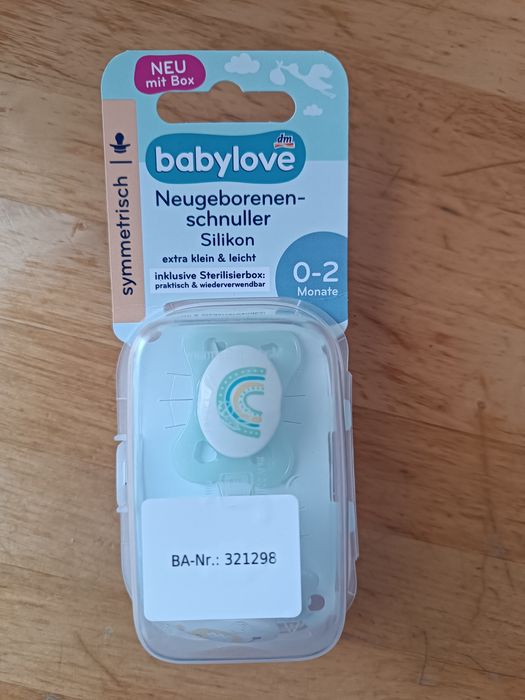 NEU
mit Box
symmetrisch
dm
babylove
Neugeborenen-
schnuller
Silikon
extra klein & leicht
inklusive Sterilisierbox:
praktisch & wiederverwendbar
0-2
Monate
BA-Nr.: 321298